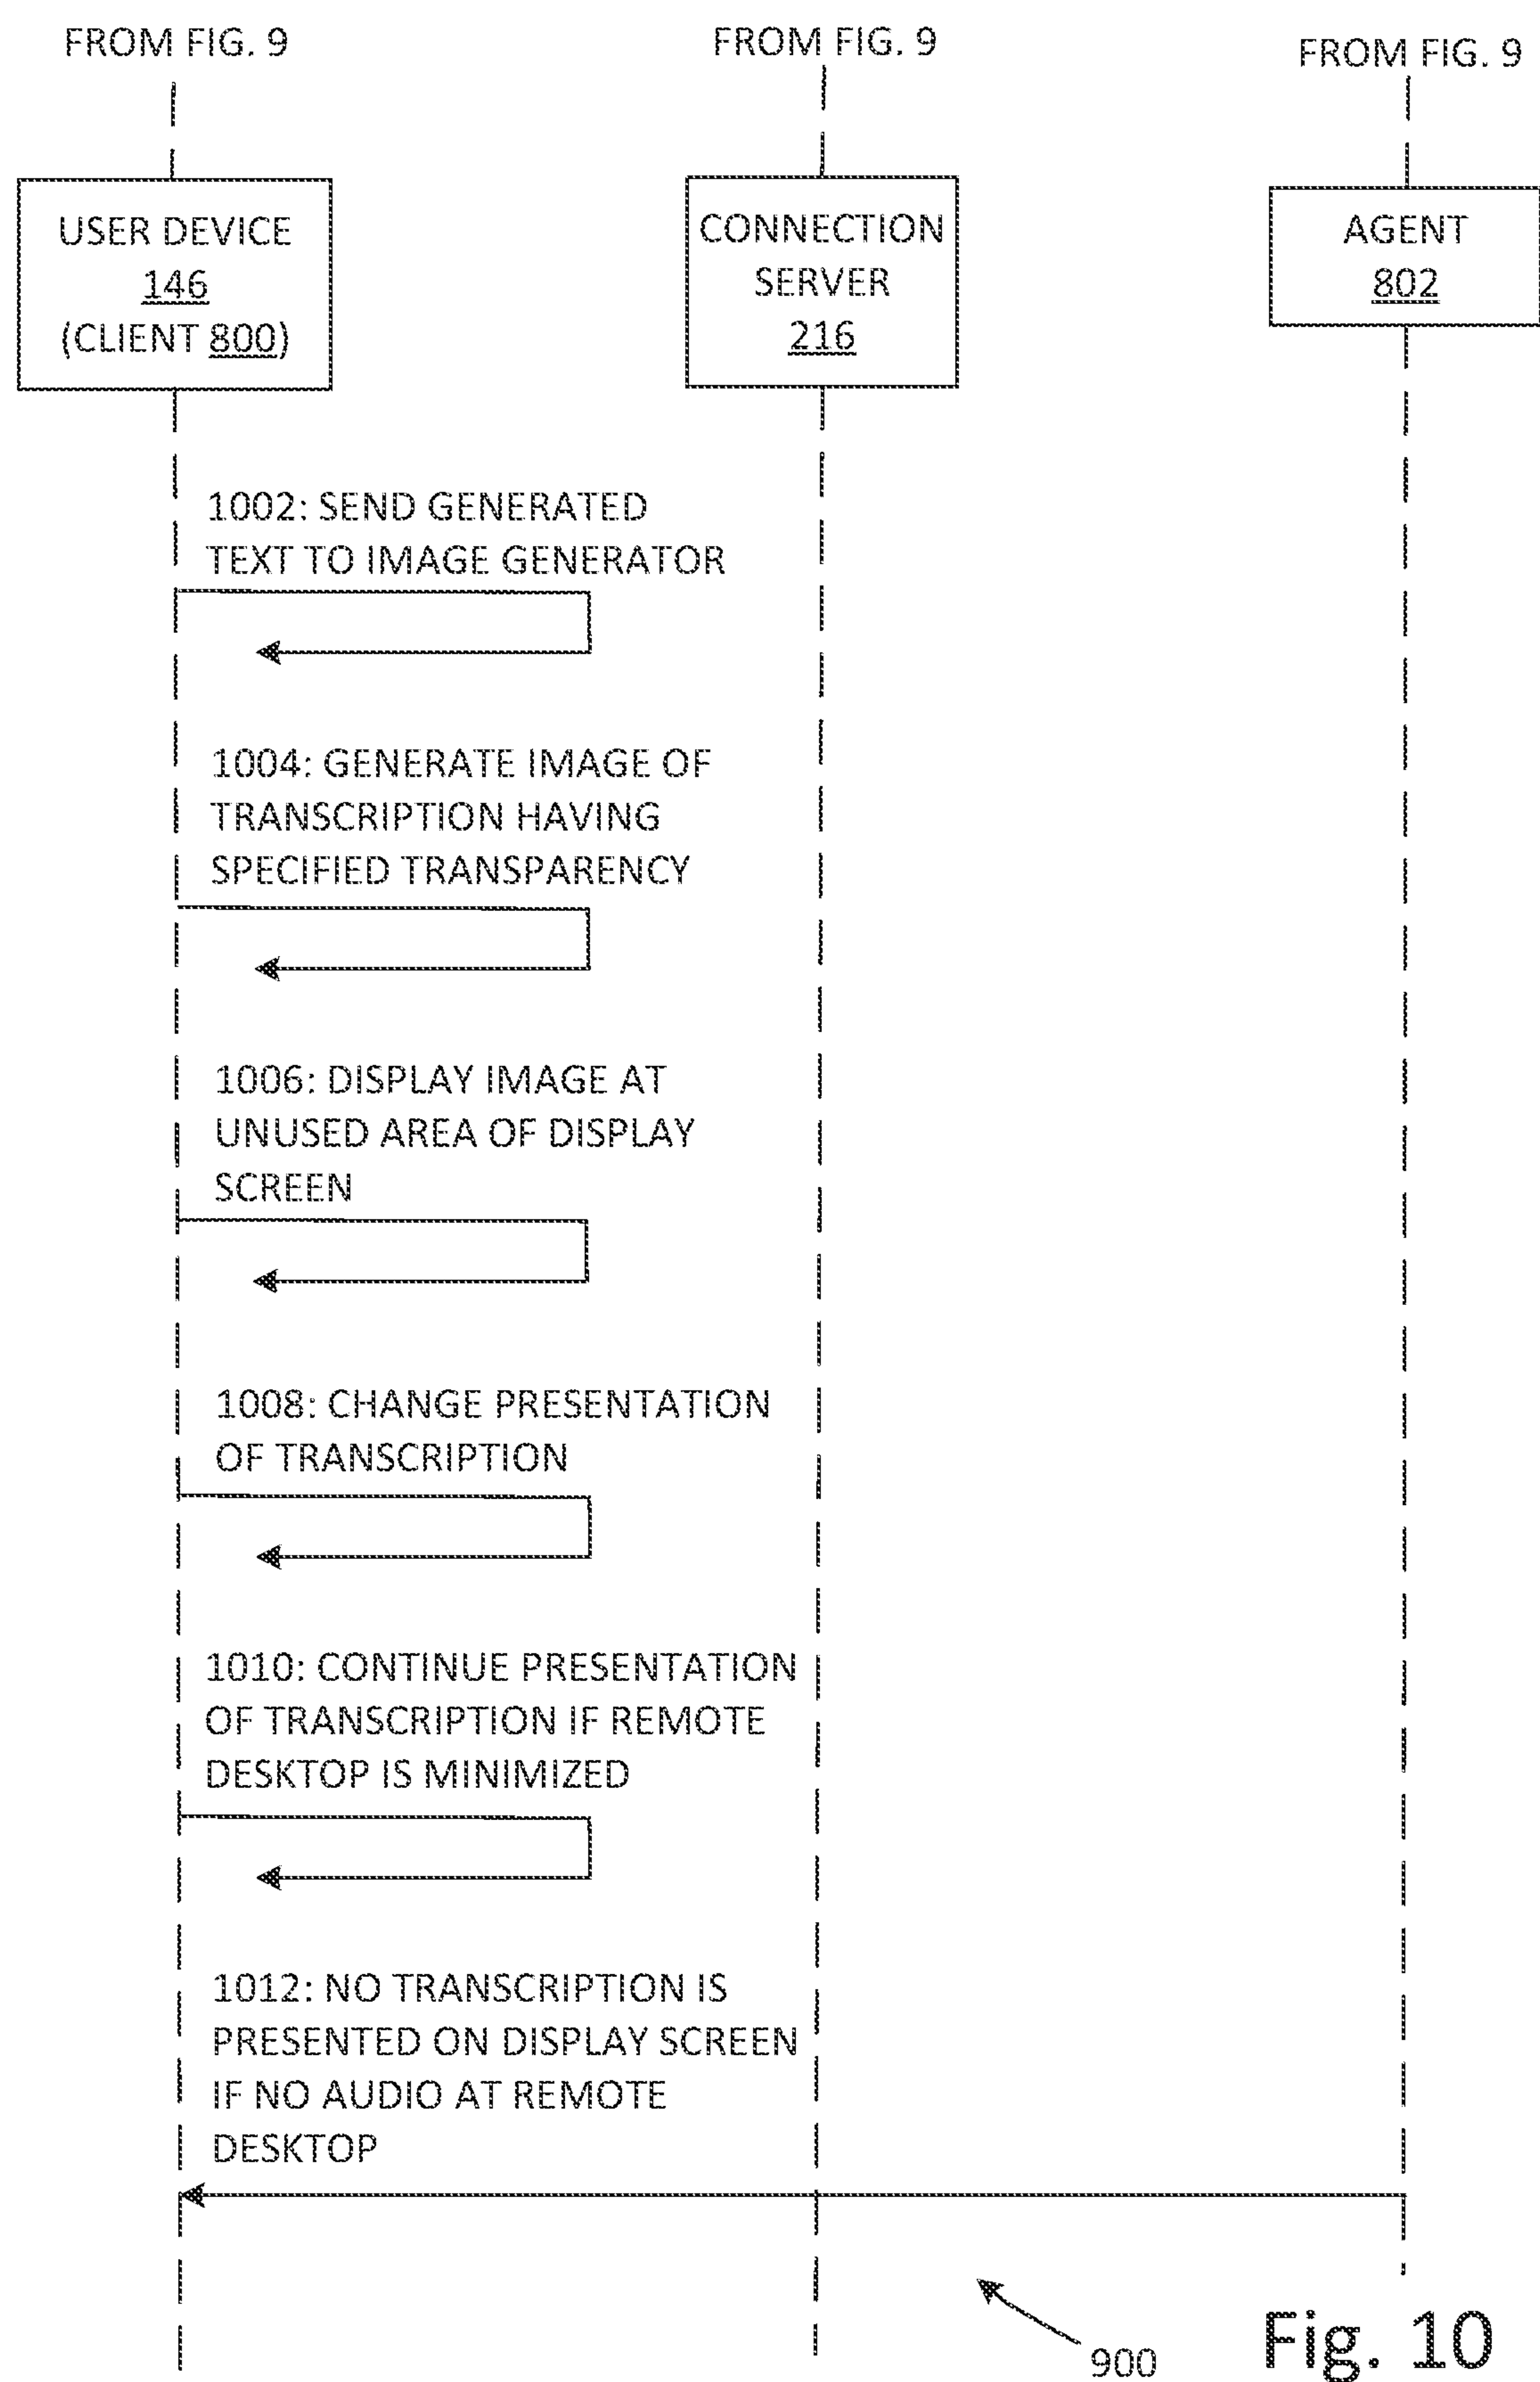 FROM FIG. 9
FROM FIG. 9
FROM FIG. 9
USER DEVICE
146
(CLIENT 800)
CONNECTION
SERVER
216
AGENT
802
1002: SEND GENERATED
TEXT TO IMAGE GENERATOR
1004: GENERATE IMAGE OF
TRANSCRIPTION HAVING
SPECIFIED TRANSPARENCY
1006: DISPLAY IMAGE AT
UNUSED AREA OF DISPLAY
SCREEN
1008: CHANGE PRESENTATION
OF TRANSCRIPTION
1010: CONTINUE PRESENTATION
OF TRANSCRIPTION IF REMOTE
DESKTOP IS MINIMIZED
1012: NO TRANSCRIPTION IS
PRESENTED ON DISPLAY SCREEN
IF NO AUDIO AT REMOTE
DESKTOP
900
Fig. 10